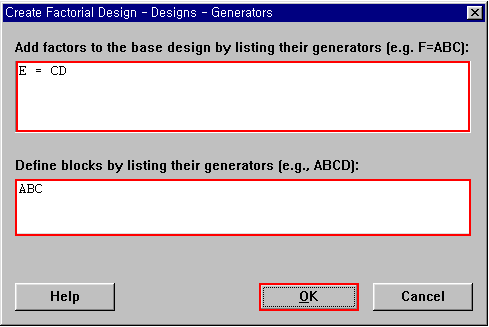 Create Factorial Design - Designs - Generators
Add factors to the base design by listing their generators (e.g. F=ABC):
E = CD
Define blocks by listing their generators (e.g., ABCD):
ABC
Help
OK
Cancel